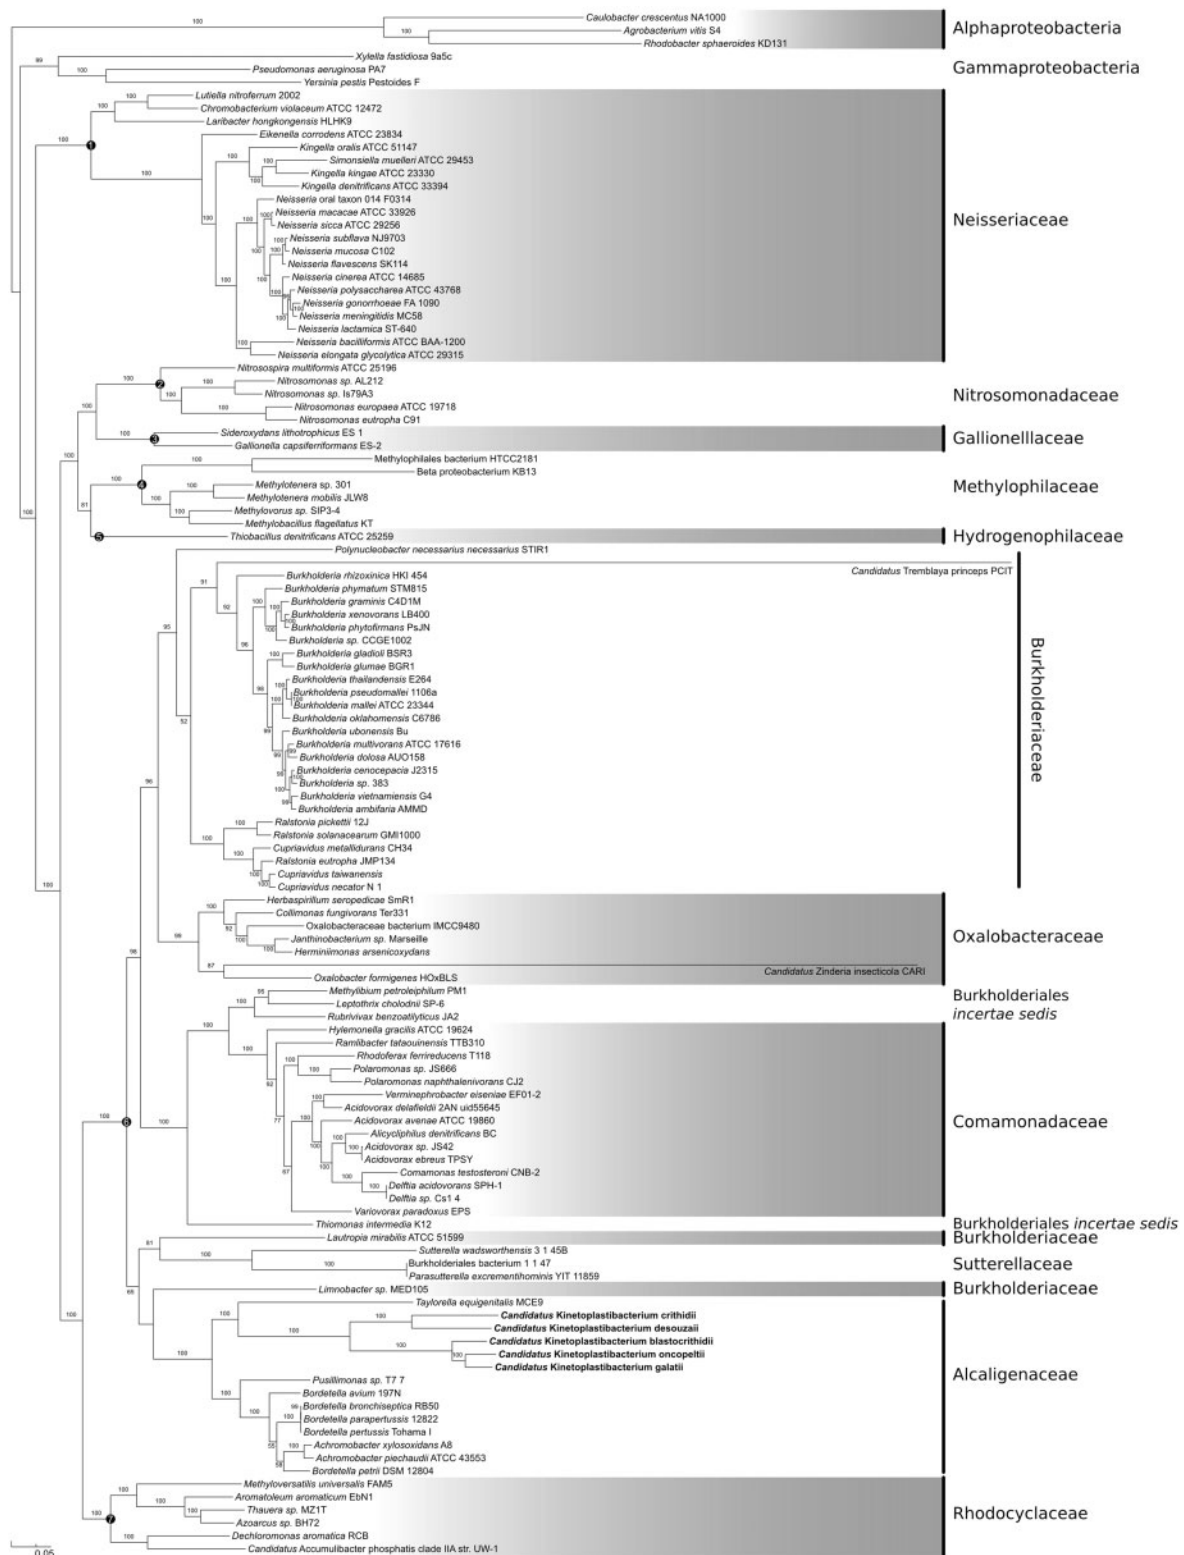 Caulobacter crescentus NA1000
Agrobacterium vitis S4
Rhodobacter sphaeroides KD131
Alphaproteobacteria
Xylella fastidiosa 9a5c
Pseudomonas aeruginosa PA7
Yersinia pestis Pestoides F
Gammaproteobacteria
Lutiella nitroferrum 2002
Chromobacterium violaceum ATCC 12472
Laribacter hongkongensis HLHK9
Eikenella corrodens ATCC 23834
Kingella oralis ATCC 51147
Simonsiella muelleri ATCC 29453
Kingella kingae ATCC 23330
Kingella denitrificans ATCC 33394
Neisseria oral taxon 014 F0314
Neisseria macacae ATCC 33926
Neisseria sicca ATCC 29256
Neisseria subflava NJ9703
Neisseria mucosa C102
Neisseria flavescens SK114
Neisseria cinerea ATCC 14685
Neisseria polysaccharea ATCC 43768
Neisseria gonorrhoeae FA 1090
Neisseria meningitidis MC58
Neisseria lactamica ST-640
Neisseria bacilliformis ATCC BAA-1200
Neisseria elongata glycolytica ATCC 29315
Neisseriaceae
Nitrosospira multiformis ATCC 25196
Nitrosomonas sp. AL212
Nitrosomonas sp. Is79A3
Nitrosomonas europaea ATCC 19718
Nitrosomonas eutropha C91
Nitrosomonadaceae
Sideroxydans lithotrophicus ES 1
Gallionella capsiferriformans ES-2
Gallionelllaceae
Methylophilales bacterium HTCC2181
Beta proteobacterium KB13
Methylotenera sp. 301
Methylotenera mobilis JLW8
Methylovorus sp. SIP3-4
Methylobacillus flagellatus KT
Methylophilaceae
Thiobacillus denitrificans ATCC 25259
Hydrogenophilaceae
Polynucleobacter necessarius necessarius STIR1
Candidatus Tremblaya princeps PCIT
Burkholderia rhizoxinica HKI 454
Burkholderia phymatum STM815
Burkholderia graminis C4D1M
Burkholderia xenovorans LB400
Burkholderia phytofirmans PsJN
Burkholderia sp. CCGE1002
Burkholderia gladioli BSR3
Burkholderia glumae BGR1
Burkholderia thailandensis E264
Burkholderia pseudomallei 1106a
Burkholderia mallei ATCC 23344
Burkholderia oklahomensis C6786
Burkholderia ubonensis Bu
Burkholderia multivorans ATCC 17616
Burkholderia dolosa AUO158
Burkholderia cenocepacia J2315
Burkholderia sp. 383
Burkholderia vietnamiensis G4
Burkholderia ambifaria AMMD
Ralstonia pickettii 12J
Ralstonia solanacearum GMI1000
Cupriavidus metallidurans CH34
Ralstonia eutropha JMP134
Cupriavidus taiwanensis
Cupriavidus necator N 1
Burkholderiaceae
Herbaspirillum seropedicae SmR1
Collimonas fungivorans Ter331
Oxalobacteraceae bacterium IMCC9480
Janthinobacterium sp. Marseille
Herminiimonas arsenicoxydans
Candidatus Zinderia insecticola CARI
Oxalobacter formigenes HOxBLS
Oxalobacteraceae
Methylibium petroleiphilum PM1
Leptothrix cholodnii SP-6
Rubrivivax benzoatilyticus JA2
Burkholderiales
incertae sedis
Hylemonella gracilis ATCC 19624
Ramlibacter tataouinensis TTB310
Rhodoferax ferrireducens T118
Polaromonas sp. JS666
Polaromonas naphthalenivorans CJ2
Verminephrobacter eiseniae EF01-2
Acidovorax delafieldii 2AN uid55645
Acidovorax avenae ATCC 19860
Alicycliphilus denitrificans BC
Acidovorax sp. JS42
Acidovorax ebreus TPSY
Comamonas testosteroni CNB-2
Delftia acidovorans SPH-1
Delftia sp. Cs1 4
Variovorax paradoxus EPS
Comamonadaceae
Thiomonas intermedia K12
Burkholderiales incertae sedis
Lautropia mirabilis ATCC 51599
Burkholderiaceae
Sutterella wadsworthensis 3 1 45B
Burkholderiales bacterium 1 1 47
Parasutterella excrementihominis YIT 11859
Sutterellaceae
Limnobacter sp. MED105
Burkholderiaceae
Taylorella equigenitalis MCE9
Candidatus Kinetoplastibacterium crithidii
Candidatus Kinetoplastibacterium desouzaii
Candidatus Kinetoplastibacterium blastocrithidii
Candidatus Kinetoplastibacterium oncopeltii
Candidatus Kinetoplastibacterium galatii
Pusillimonas sp. T7 7
Bordetella avium 197N
Bordetella bronchiseptica RB50
Bordetella parapertussis 12822
Bordetella pertussis Tohama I
Achromobacter xylosoxidans A8
Achromobacter piechaudii ATCC 43553
Bordetella petrii DSM 12804
Alcaligenaceae
Methyloversatilis universalis FAM5
Aromatoleum aromaticum EbN1
Thauera sp. MZ1T
Azoarcus sp. BH72
Dechloromonas aromatica RCB
Candidatus Accumulibacter phosphatis clade IIA str. UW-1
Rhodocyclaceae
0.05